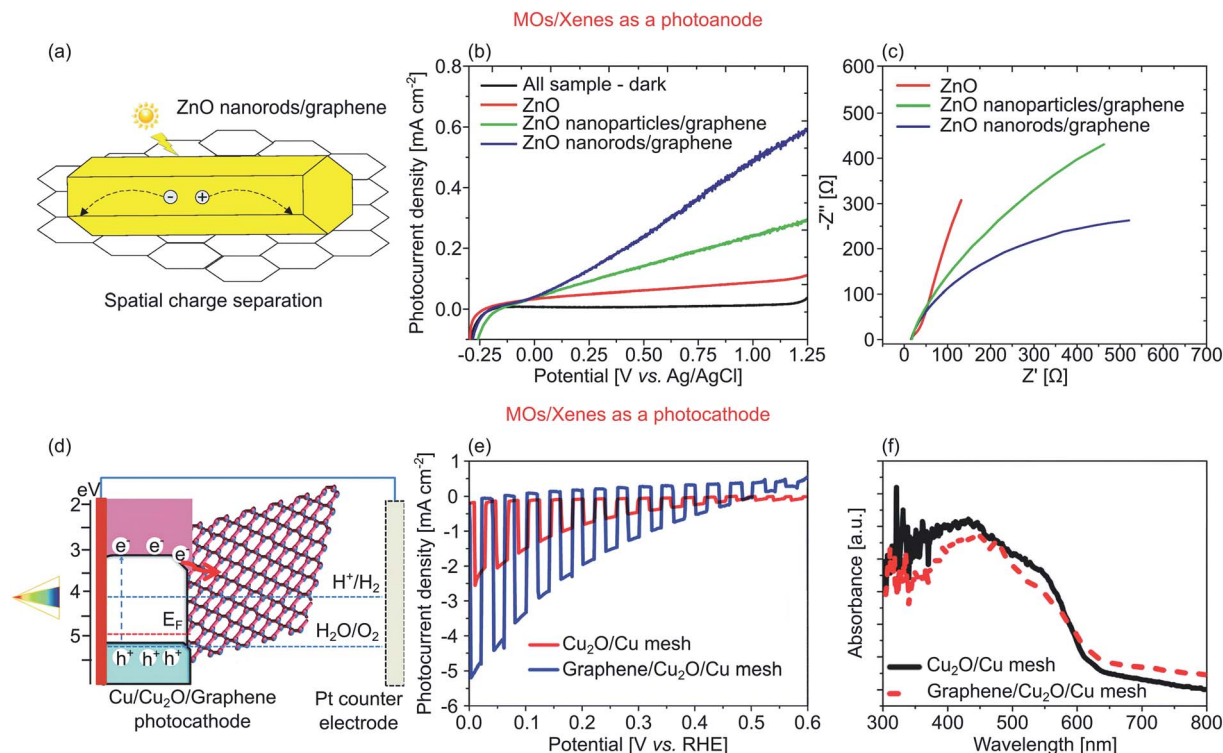 MOs/Xenes as a photoanode
(a)
ZnO nanorods/graphene
- +
Spatial charge separation
(b)
Photocurrent density [mA cm⁻²]
0.8
0.6
0.4
0.2
0.0
All sample - dark
ZnO
ZnO nanoparticles/graphene
ZnO nanorods/graphene
-0.25 0.00 0.25 0.50 0.75 1.00 1.25
Potential [V vs. Ag/AgCl]
(c)
-Z" [Ω]
600
500
400
300
200
100
0
ZnO
ZnO nanoparticles/graphene
ZnO nanorods/graphene
0 100 200 300 400 500 600 700
Z' [Ω]
MOs/Xenes as a photocathode
(d)
eV
2
3
4
5
e⁻ e⁻ e⁻
H⁺/H₂
E_F
H₂O/O₂
h⁺ h⁺ h⁺
Cu/Cu₂O/Graphene
photocathode
Pt counter
electrode
(e)
Photocurrent density [mA cm⁻²]
1
0
-1
-2
-3
-4
-5
-6
Cu₂O/Cu mesh
Graphene/Cu₂O/Cu mesh
0.0 0.1 0.2 0.3 0.4 0.5 0.6
Potential [V vs. RHE]
(f)
Absorbance [a.u.]
Cu₂O/Cu mesh
Graphene/Cu₂O/Cu mesh
300 400 500 600 700 800
Wavelength [nm]